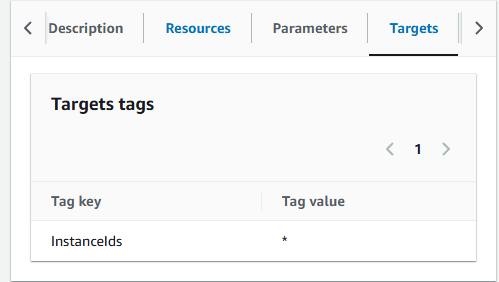 Description Resources Parameters Targets
Targets tags
1
Tag key Tag value
InstanceIds *